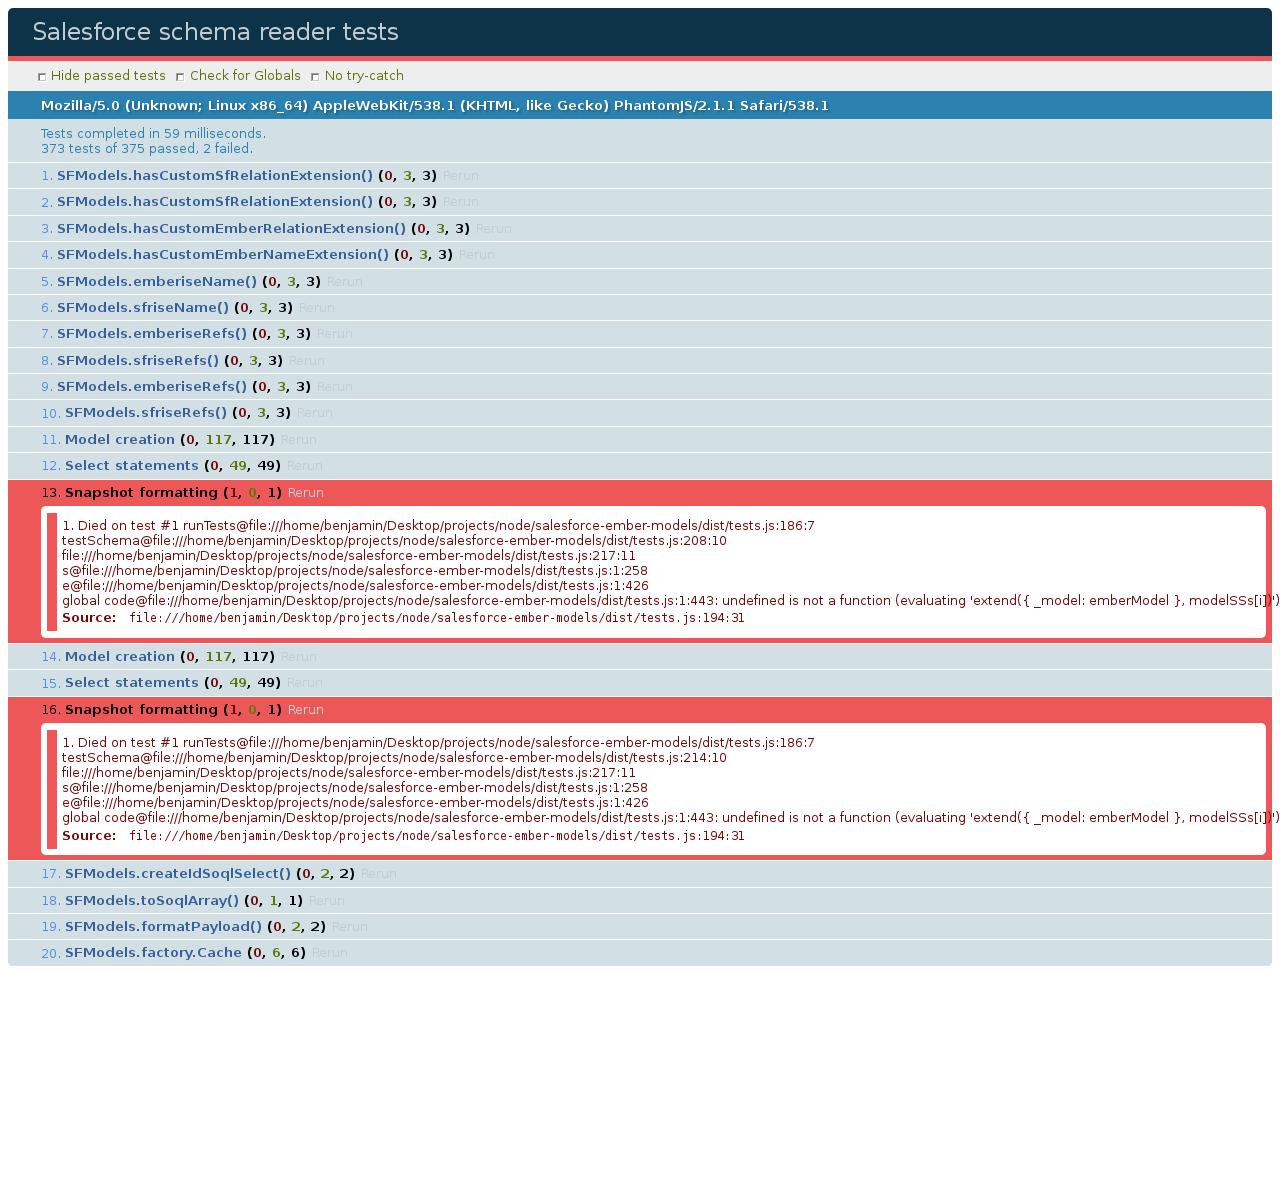 Salesforce schema reader tests
Hide passed tests Check for Globals No try-catch
Mozilla/5.0 (Unknown; Linux x86_64) AppleWebKit/538.1 (KHTML, like Gecko) PhantomJS/2.1.1 Safari/538.1
Tests completed in 59 milliseconds.
373 tests of 375 passed, 2 failed.
1. SFModels.hasCustomSfRelationExtension() (0, 3, 3) Rerun
2. SFModels.hasCustomSfRelationExtension() (0, 3, 3) Rerun
3. SFModels.hasCustomEmberRelationExtension() (0, 3, 3) Rerun
4. SFModels.hasCustomEmberNameExtension() (0, 3, 3) Rerun
5. SFModels.emberiseName() (0, 3, 3) Rerun
6. SFModels.sfriseName() (0, 3, 3) Rerun
7. SFModels.emberiseRefs() (0, 3, 3) Rerun
8. SFModels.sfriseRefs() (0, 3, 3) Rerun
9. SFModels.emberiseRefs() (0, 3, 3) Rerun
10. SFModels.sfriseRefs() (0, 3, 3) Rerun
11. Model creation (0, 117, 117) Rerun
12. Select statements (0, 49, 49) Rerun
13. Snapshot formatting (1, 0, 1) Rerun
1. Died on test #1 runTests@file:///home/benjamin/Desktop/projects/node/salesforce-ember-models/dist/tests.js:186:7
testSchema@file:///home/benjamin/Desktop/projects/node/salesforce-ember-models/dist/tests.js:208:10
file:///home/benjamin/Desktop/projects/node/salesforce-ember-models/dist/tests.js:217:11
s@file:///home/benjamin/Desktop/projects/node/salesforce-ember-models/dist/tests.js:1:258
e@file:///home/benjamin/Desktop/projects/node/salesforce-ember-models/dist/tests.js:1:426
global code@file:///home/benjamin/Desktop/projects/node/salesforce-ember-models/dist/tests.js:1:443: undefined is not a function (evaluating 'extend({ _model: emberModel }, modelSSs[i])')
Source: file:///home/benjamin/Desktop/projects/node/salesforce-ember-models/dist/tests.js:194:31
14. Model creation (0, 117, 117) Rerun
15. Select statements (0, 49, 49) Rerun
16. Snapshot formatting (1, 0, 1) Rerun
1. Died on test #1 runTests@file:///home/benjamin/Desktop/projects/node/salesforce-ember-models/dist/tests.js:186:7
testSchema@file:///home/benjamin/Desktop/projects/node/salesforce-ember-models/dist/tests.js:214:10
file:///home/benjamin/Desktop/projects/node/salesforce-ember-models/dist/tests.js:217:11
s@file:///home/benjamin/Desktop/projects/node/salesforce-ember-models/dist/tests.js:1:258
e@file:///home/benjamin/Desktop/projects/node/salesforce-ember-models/dist/tests.js:1:426
global code@file:///home/benjamin/Desktop/projects/node/salesforce-ember-models/dist/tests.js:1:443: undefined is not a function (evaluating 'extend({ _model: emberModel }, modelSSs[i])')
Source: file:///home/benjamin/Desktop/projects/node/salesforce-ember-models/dist/tests.js:194:31
17. SFModels.createIdSoqlSelect() (0, 2, 2) Rerun
18. SFModels.toSoqlArray() (0, 1, 1) Rerun
19. SFModels.formatPayload() (0, 2, 2) Rerun
20. SFModels.factory.Cache (0, 6, 6) Rerun